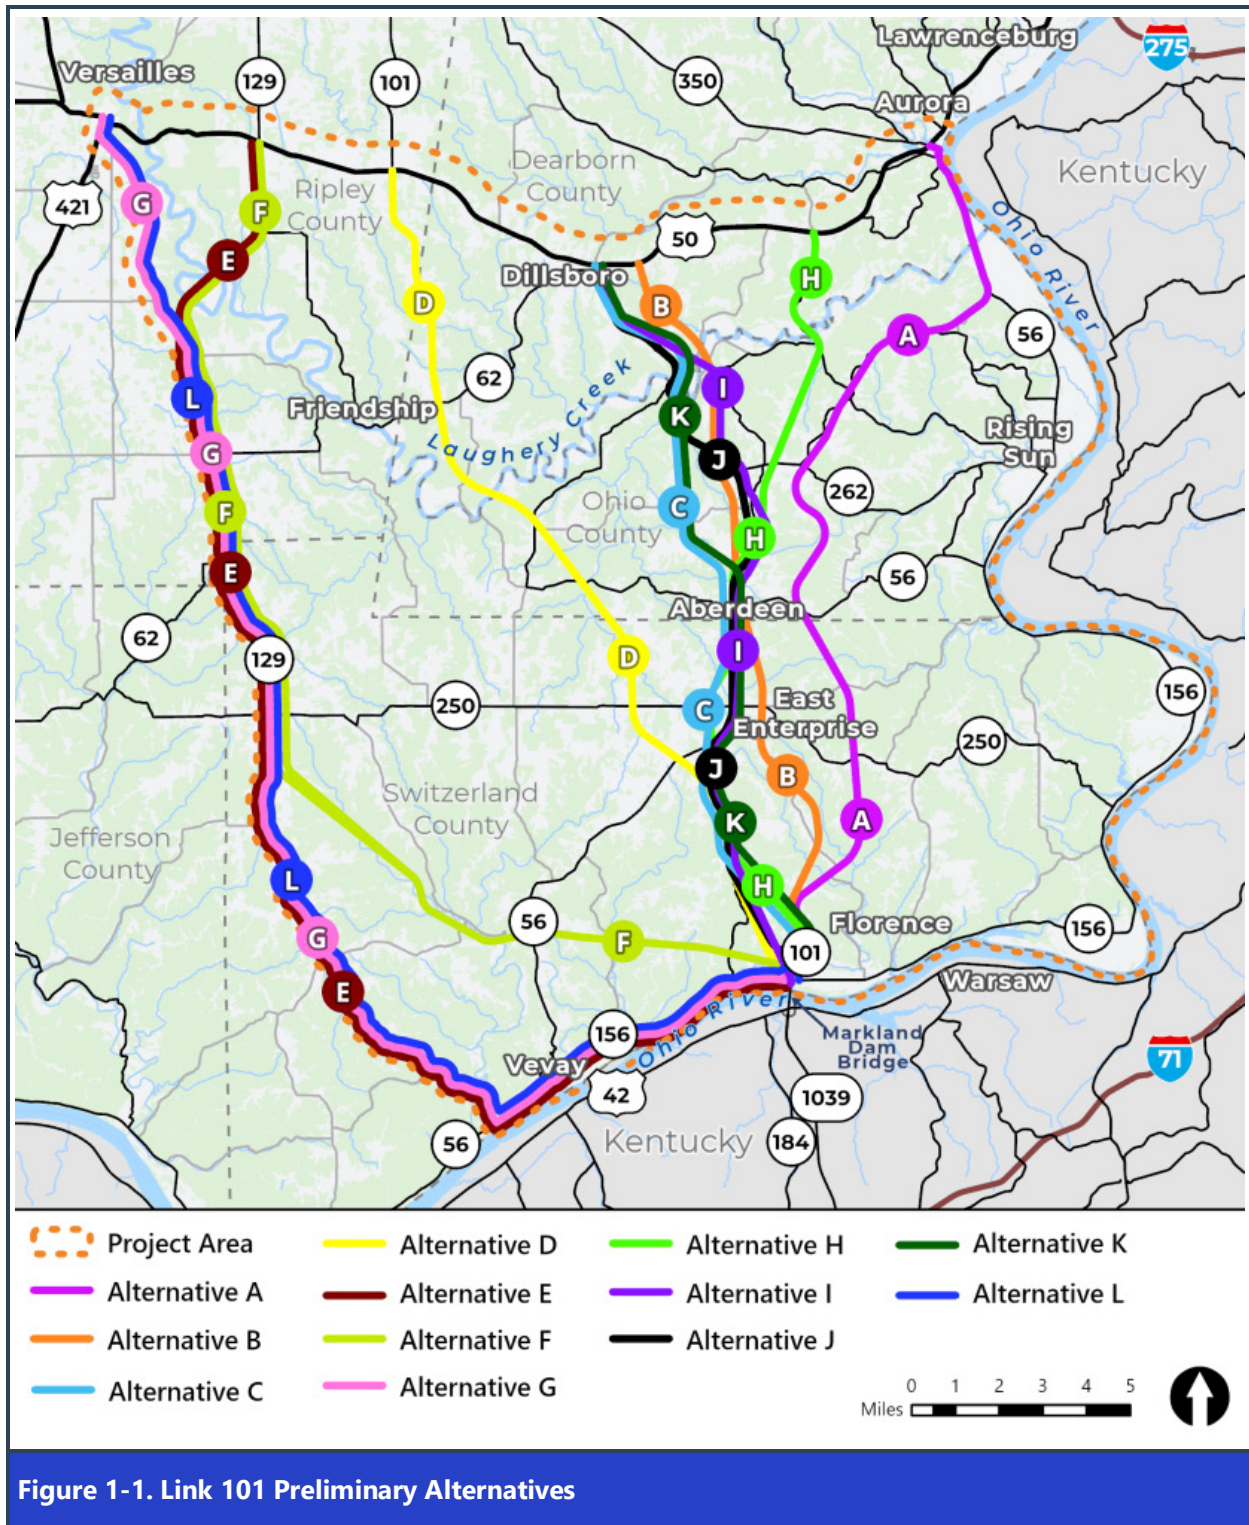 Lawrenceburg
275
Versailles
129
101
350
Aurora
Dearborn
County
Kentucky
Ripley
County
421
G
F
Ohio River
50
E
Dillsboro
H
D
B
A
56
62
I
L
Friendship
K
Laughery Creek
Rising
Sun
G
J
262
F
Ohio
County
C
H
E
56
Aberdeen
62
129
D
I
156
250
C
East
Enterprise
250
J
B
Switzerland
County
K
A
Jefferson
County
L
H
56
Florence
G
F
101
156
E
Warsaw
156
Ohio River
Markland
Dam
Bridge
Vevay
71
42
1039
56
Kentucky
184
Project Area
Alternative D
Alternative H
Alternative K
Alternative A
Alternative E
Alternative I
Alternative L
Alternative B
Alternative F
Alternative J
Alternative C
Alternative G
0 1 2 3 4 5
Miles
Figure 1-1. Link 101 Preliminary Alternatives